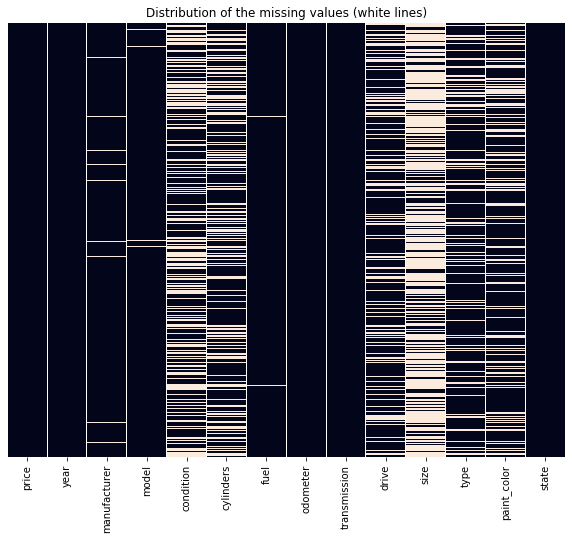 Distribution of the missing values (white lines)
price
year
manufacturer
model
condition
cylinders
fuel
odometer
transmission
drive
size
type
paint_color
state